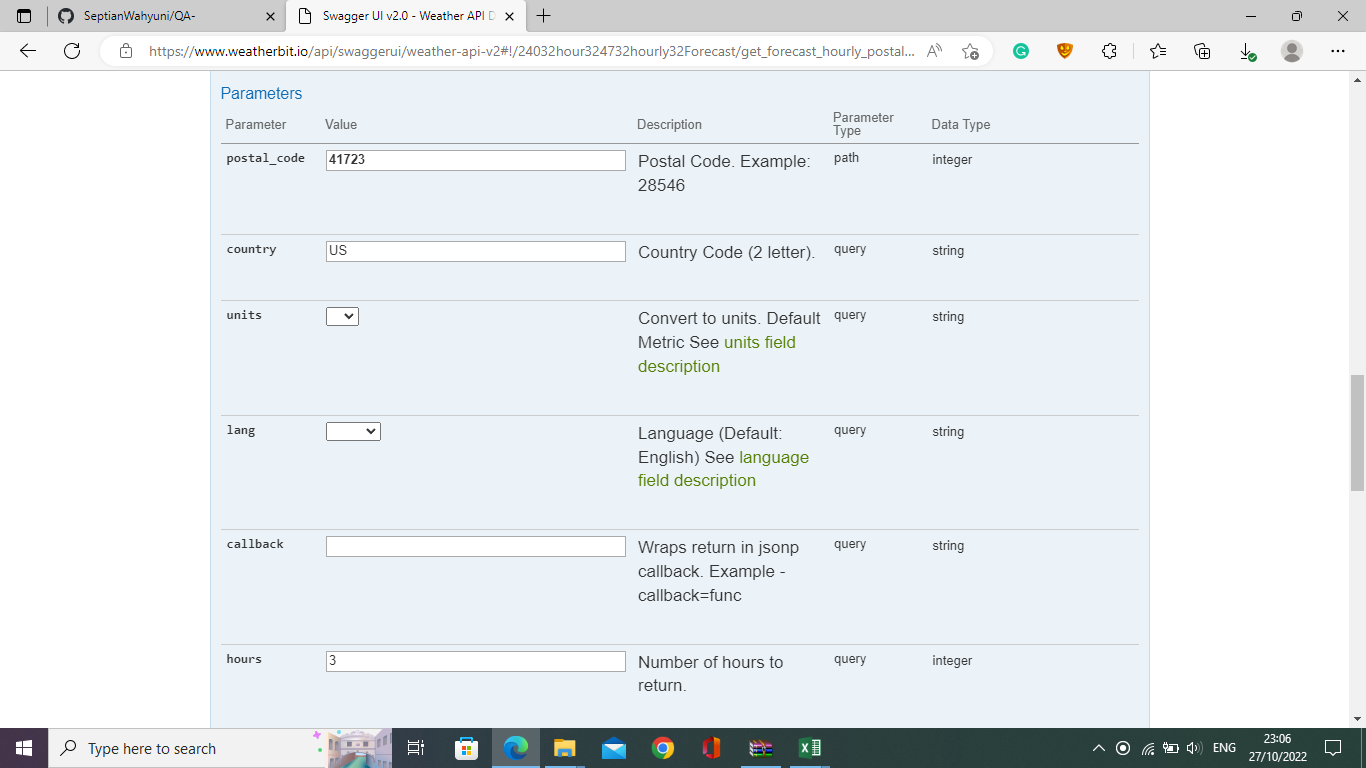 SeptianWahyuni/QA-
Swagger UI v2.0 - Weather API D
https://www.weatherbit.io/api/swaggerui/weather-api-v2#!/24032hour324732hourly32Forecast/get_forecast_hourly_postal...
Parameters
Parameter Value Description Parameter Type Data Type
postal_code 41723 Postal Code. Example: path integer
28546
country US Country Code (2 letter). query string
units Convert to units. Default query string
Metric See units field
description
lang Language (Default: query string
English) See language
field description
callback Wraps return in jsonp query string
callback. Example -
callback=func
hours 3 Number of hours to query integer
return.
Type here to search
ENG
23:06
27/10/2022